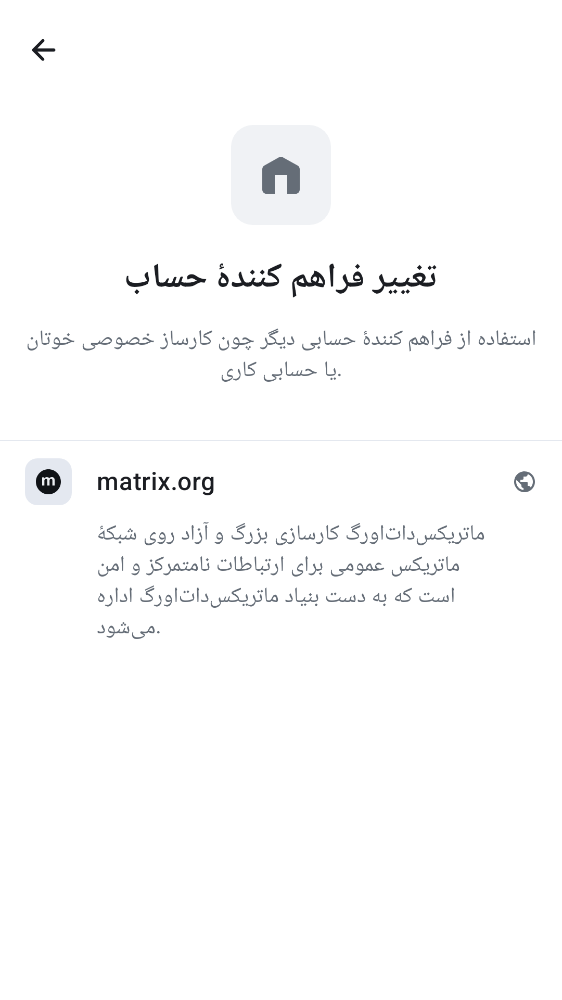 تغییر فراهم کنندهٔ حساب
استفاده از فراهم کنندهٔ حسابی دیگر چون کارساز خصوصی خوتان
یا حسابی کاری.
m
matrix.org
ماتریکس‌دات‌اورگ کارسازی بزرگ و آزاد روی شبکهٔ
ماتریکس عمومی برای ارتباطات نامتمرکز و امن
است که به دست بنیاد ماتریکس‌دات‌اورگ اداره
می‌شود.